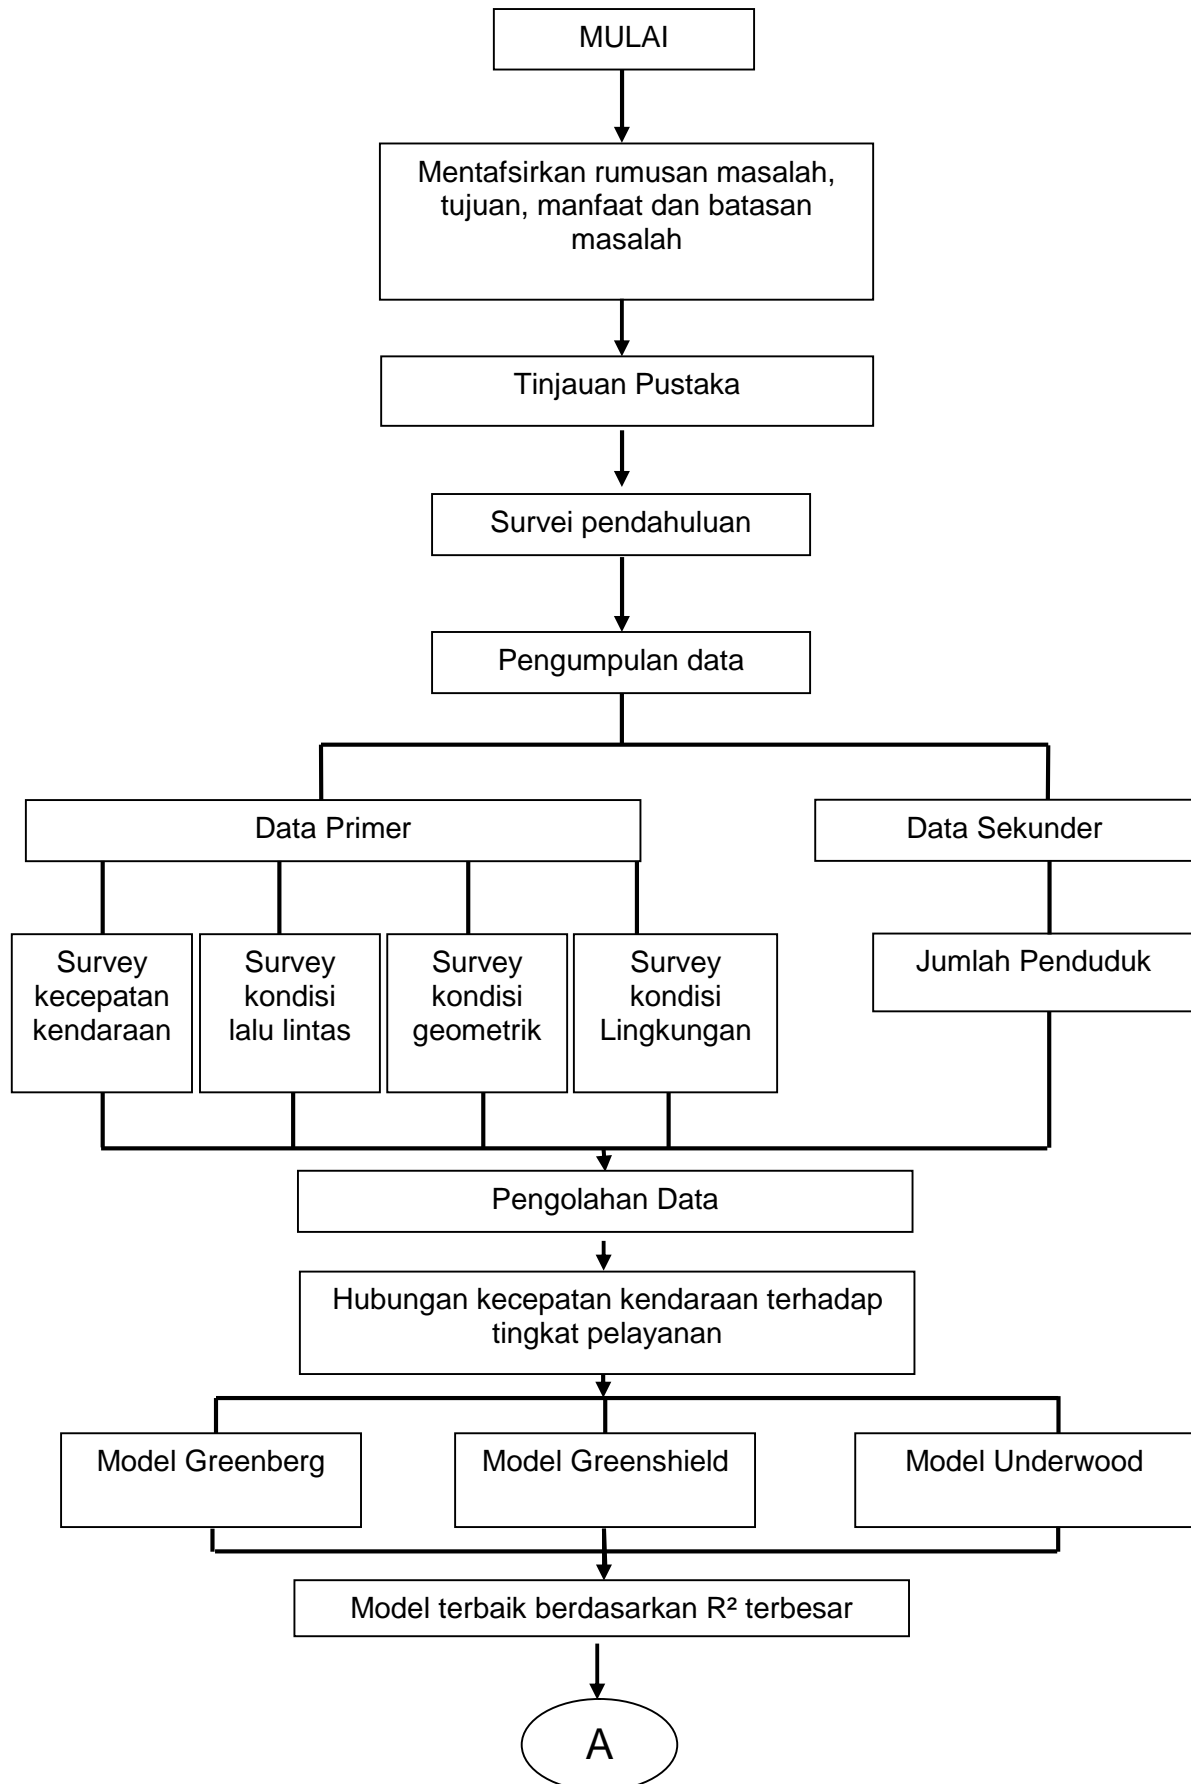 MULAI
Mentafsirkan rumusan masalah,
tujuan, manfaat dan batasan
masalah
Tinjauan Pustaka
Survei pendahuluan
Pengumpulan data
Data Primer
Data Sekunder
Survey
kecepatan
kendaraan
Survey
kondisi
lalu lintas
Survey
kondisi
geometrik
Survey
kondisi
Lingkungan
Jumlah Penduduk
Pengolahan Data
Hubungan kecepatan kendaraan terhadap
tingkat pelayanan
Model Greenberg
Model Greenshield
Model Underwood
Model terbaik berdasarkan R² terbesar
A